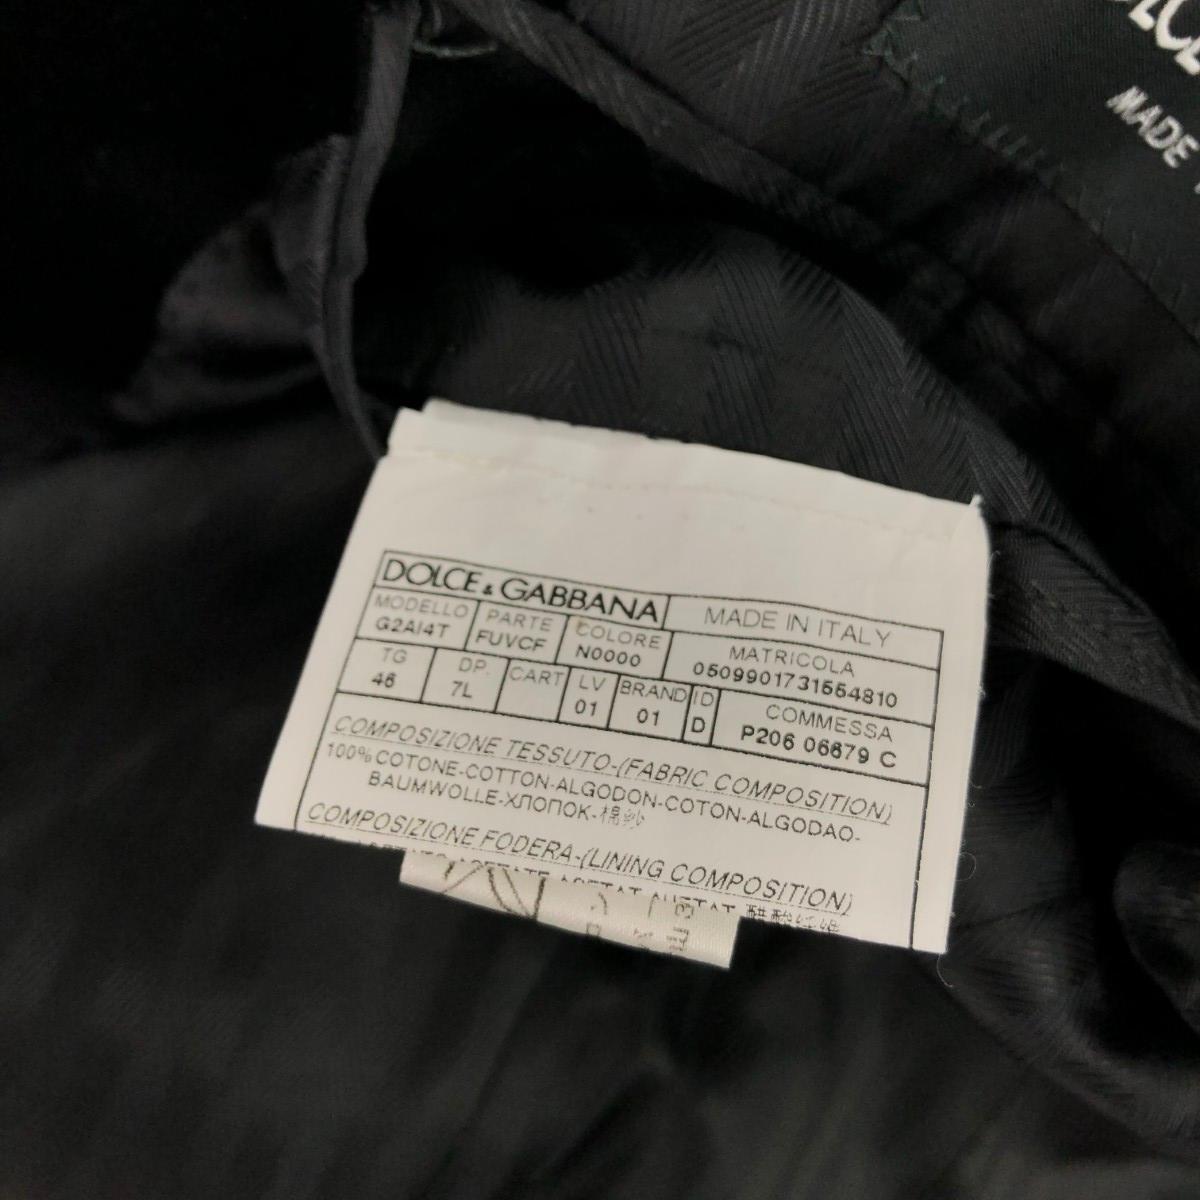 MADE
DOLCE & GABBANA
MADE IN ITALY
MODELLO
G2AI4T
PARTE
FUVCF
COLORE
N0000
MATRICOLA
0509901731554810
TG
46
DP.
7L
CART
LV
01
BRAND
01
ID
D
COMMESSA
P206 06679 C
COMPOSIZIONE TESSUTO-(FABRIC COMPOSITION)
100% COTONE-COTTON-ALGODON-COTON-ALGODAO-
BAUMWOLLE-ХЛОПОК-棉纱
COMPOSIZIONE FODERA-(LINING COMPOSITION)